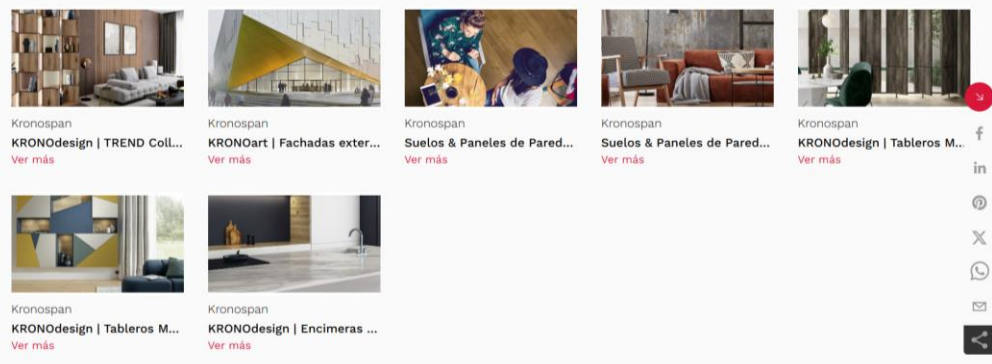 Kronospan
KRONOdesign | TREND Coll...
Ver más
Kronospan
KRONOart | Fachadas exter...
Ver más
Kronospan
Suelos & Paneles de Pared...
Ver más
Kronospan
Suelos & Paneles de Pared...
Ver más
Kronospan
KRONOdesign | Tableros M...
Ver más
Kronospan
KRONOdesign | Tableros M...
Ver más
Kronospan
KRONOdesign | Encimeras ...
Ver más